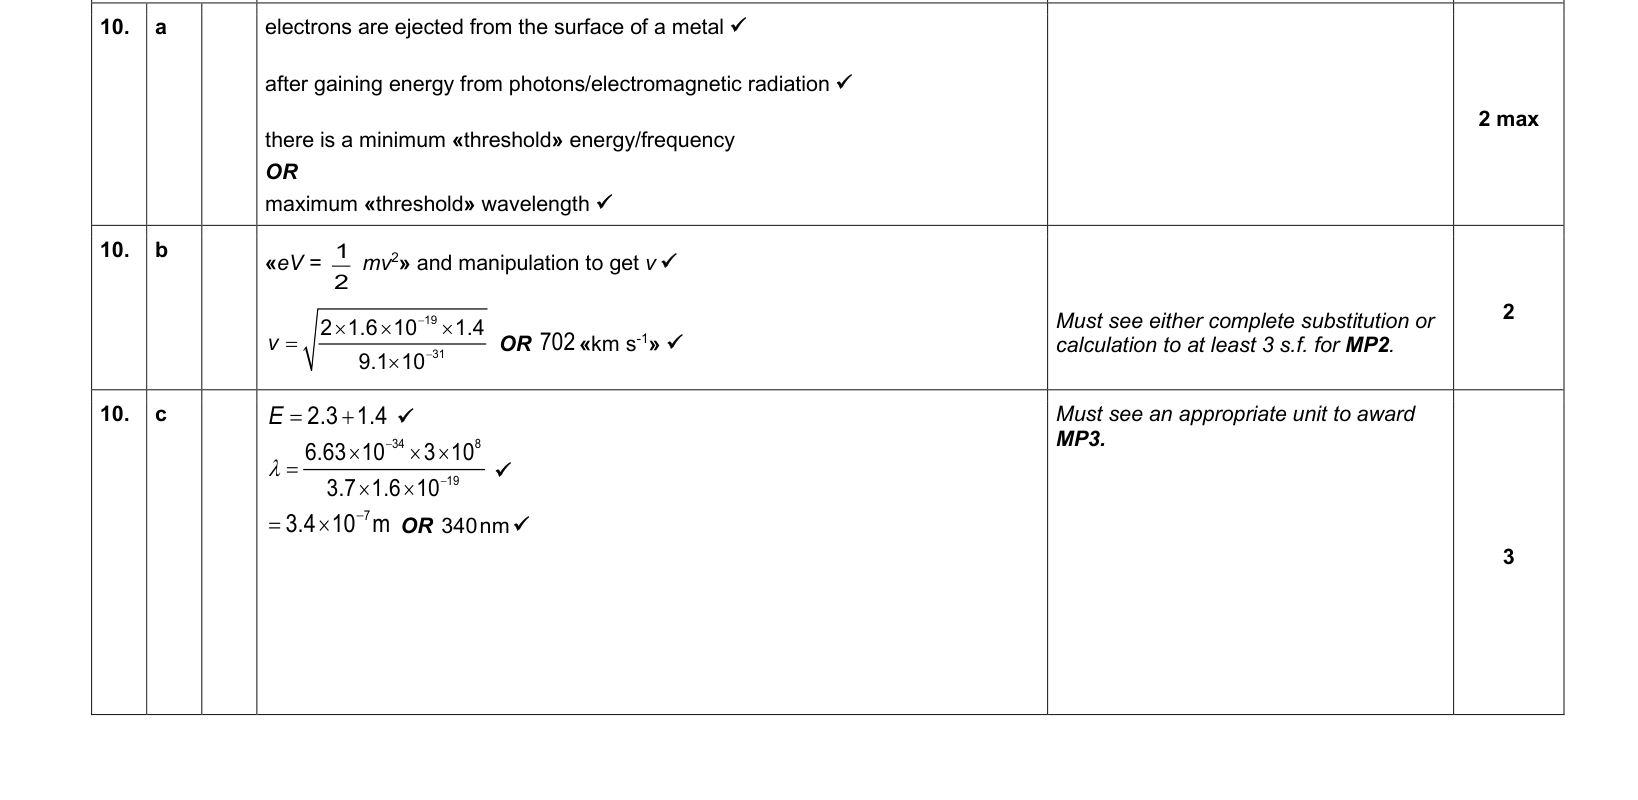 10. a electrons are ejected from the surface of a metal ✓
after gaining energy from photons/electromagnetic radiation ✓
2 max
there is a minimum «threshold» energy/frequency
OR
maximum «threshold» wavelength ✓
10. b «eV = 1/2 mv²» and manipulation to get v ✓
v = √(2×1.6×10⁻¹⁹×1.4 / 9.1×10⁻³¹) OR 702 «km s⁻¹» ✓
Must see either complete substitution or
calculation to at least 3 s.f. for MP2.
2
10. c E = 2.3+1.4 ✓
λ = 6.63×10⁻³⁴×3×10⁸ / 3.7×1.6×10⁻¹⁹ ✓
= 3.4×10⁻⁷m OR 340nm ✓
Must see an appropriate unit to award
MP3.
3